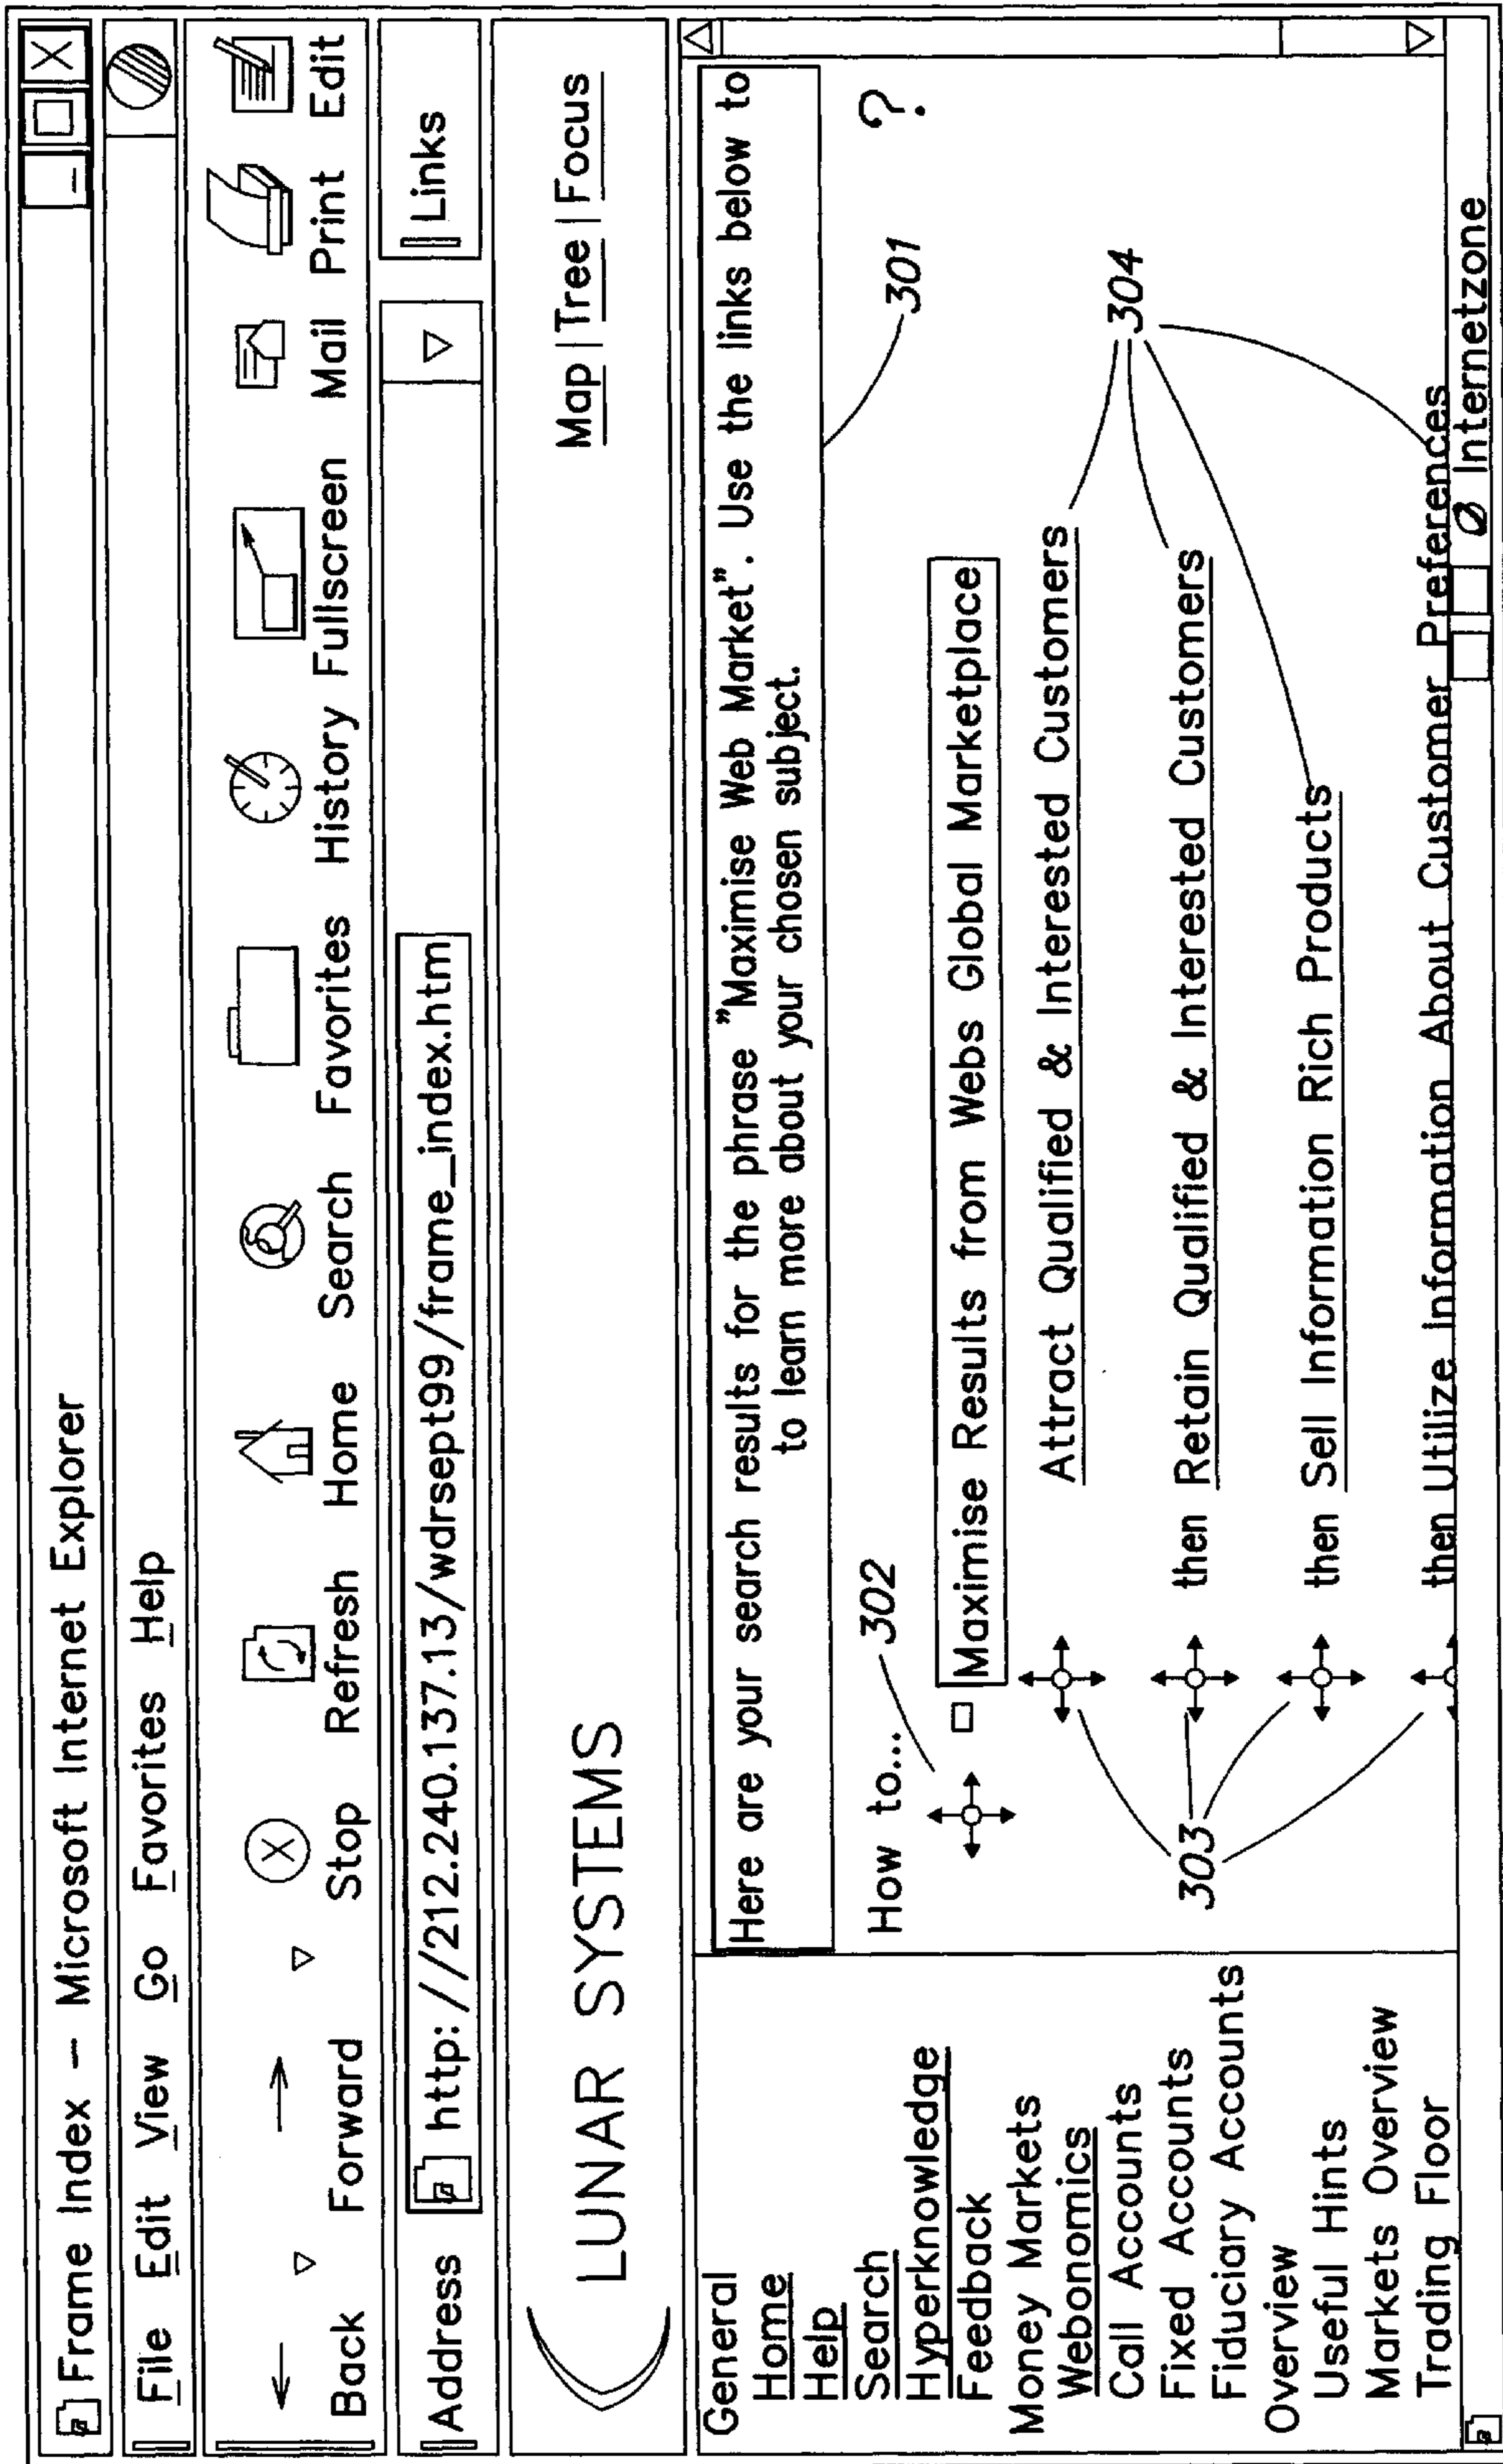 Frame Index – Microsoft Internet Explorer
File Edit View Go Favorites Help
Back Forward Stop Refresh Home Search Favorites History Fullscreen Mail Print Edit
Address http: //212.240.137.13/wdrsept99/frame_index.htm Links
LUNAR SYSTEMS
Map | Tree | Focus
General
Home
Help
Search
Hyperknowledge
Feedback
Money Markets
Webonomics
Call Accounts
Fixed Accounts
Fiduciary Accounts
Overview
Useful Hints
Markets Overview
Trading Floor
Here are your search results for the phrase "Maximise Web Market". Use the links below to
to learn more about your chosen subject.
301
How to... 302 ?
Maximise Results from Webs Global Marketplace
Attract Qualified & Interested Customers
304
303
then Retain Qualified & Interested Customers
then Sell Information Rich Products
then Utilize Information About Customer Preferences
Internetzone